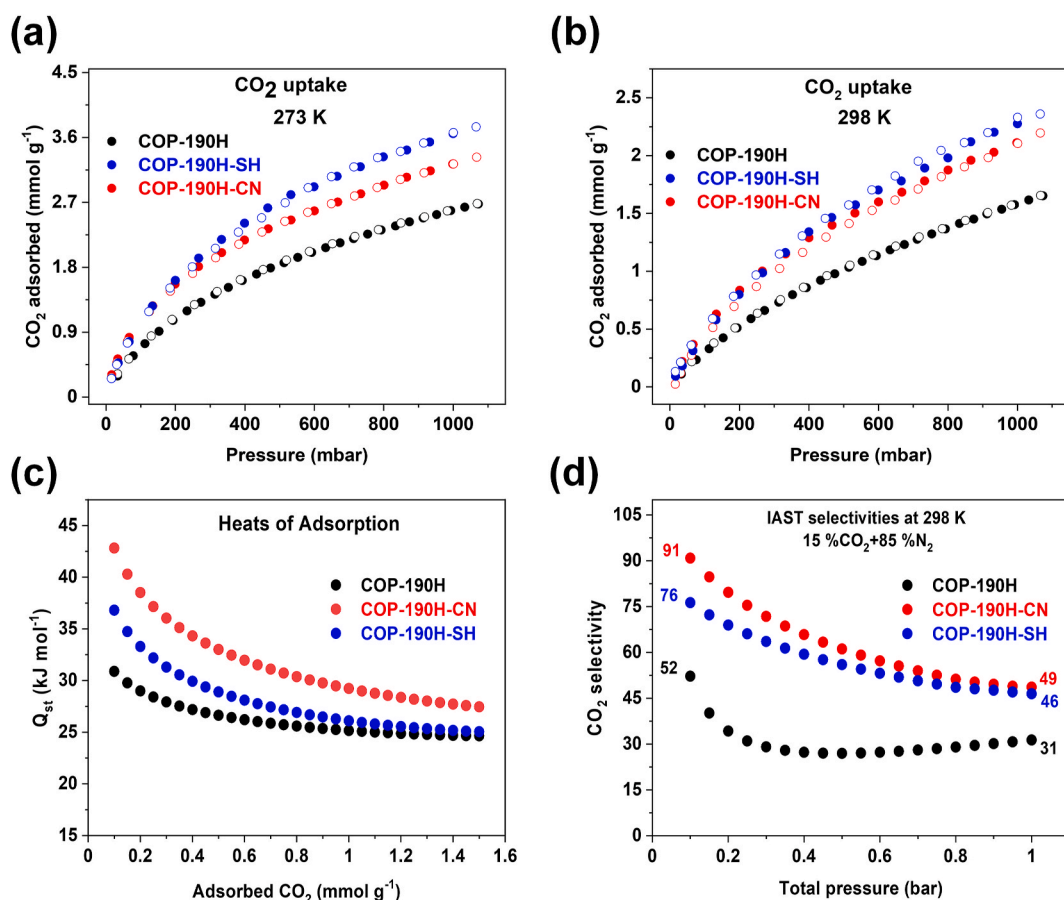 (a)
CO2 uptake
273 K
COP-190H
COP-190H-SH
COP-190H-CN
CO2 adsorbed (mmol g-1)
4.5
3.6
2.7
1.8
0.9
0
0 200 400 600 800 1000
Pressure (mbar)
(b)
CO2 uptake
298 K
COP-190H
COP-190H-SH
COP-190H-CN
CO2 adsorbed (mmol g-1)
2.5
2
1.5
1
0.5
0
0 200 400 600 800 1000
Pressure (mbar)
(c)
Heats of Adsorption
COP-190H
COP-190H-CN
COP-190H-SH
Qst (kJ mol-1)
45
40
35
30
25
20
15
0 0.2 0.4 0.6 0.8 1 1.2 1.4 1.6
Adsorbed CO2 (mmol g-1)
(d)
IAST selectivities at 298 K
15 %CO2+85 %N2
COP-190H
COP-190H-CN
COP-190H-SH
CO2 selectivity
105
90
75
60
45
30
15
0
91
76
52
49
46
31
0 0.2 0.4 0.6 0.8 1
Total pressure (bar)